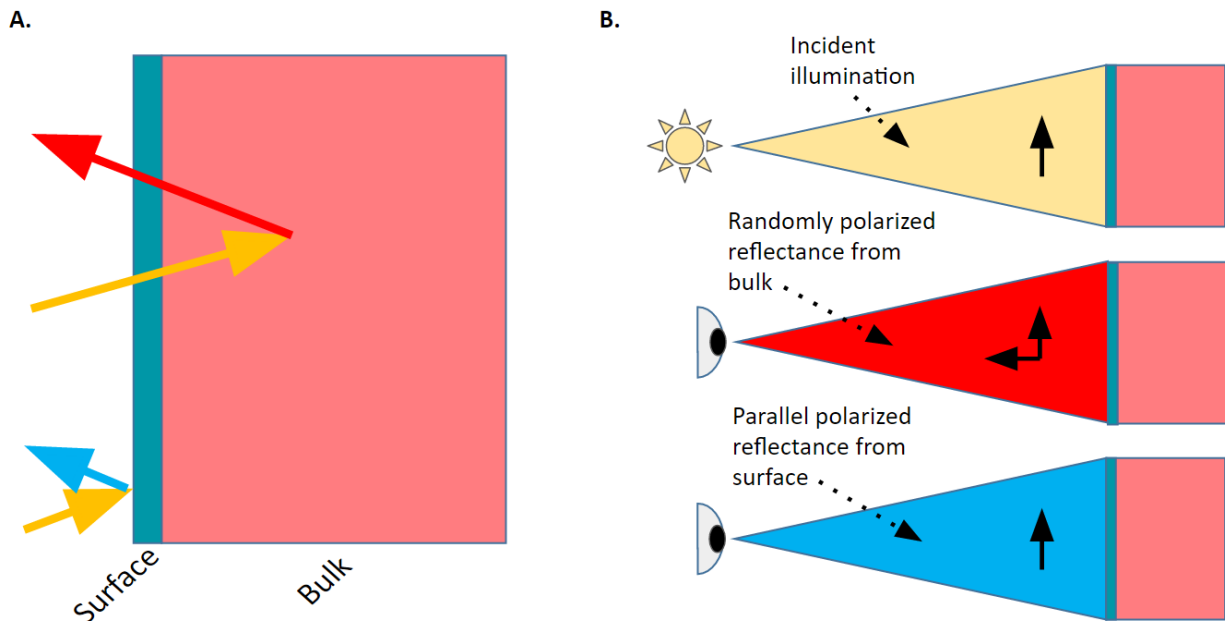 A.
Surface
Bulk
B.
Incident
illumination
Randomly polarized
reflectance from
bulk
Parallel polarized
reflectance from
surface